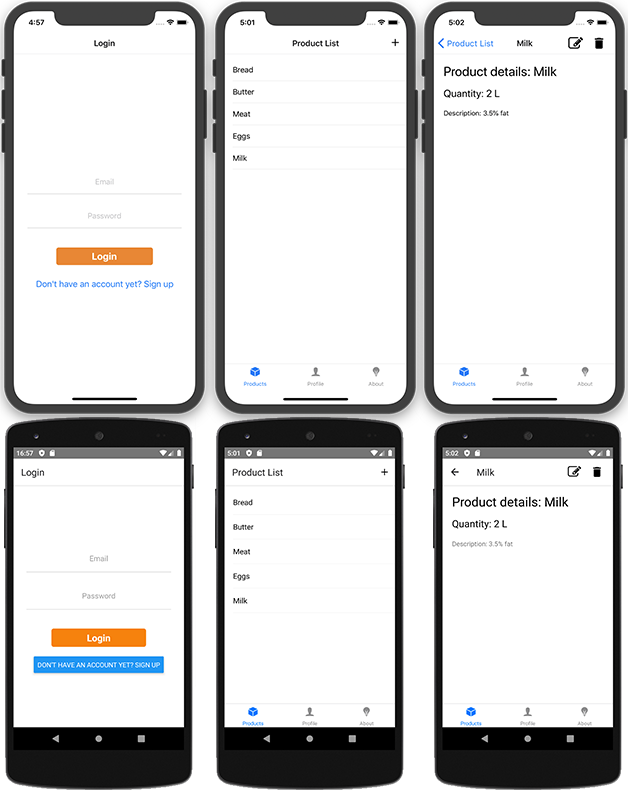 4:57
Login
Email
Password
Login
Don't have an account yet? Sign up
5:01
Product List
+
Bread
Butter
Meat
Eggs
Milk
Products
Profile
About
5:02
Product List
Milk
Product details: Milk
Quantity: 2 L
Description: 3.5% fat
Products
Profile
About
16:57
Login
Email
Password
Login
DON'T HAVE AN ACCOUNT YET? SIGN UP
5:01
Product List
+
Bread
Butter
Meat
Eggs
Milk
Products
Profile
About
5:02
Milk
Product details: Milk
Quantity: 2 L
Description: 3.5% fat
Products
Profile
About